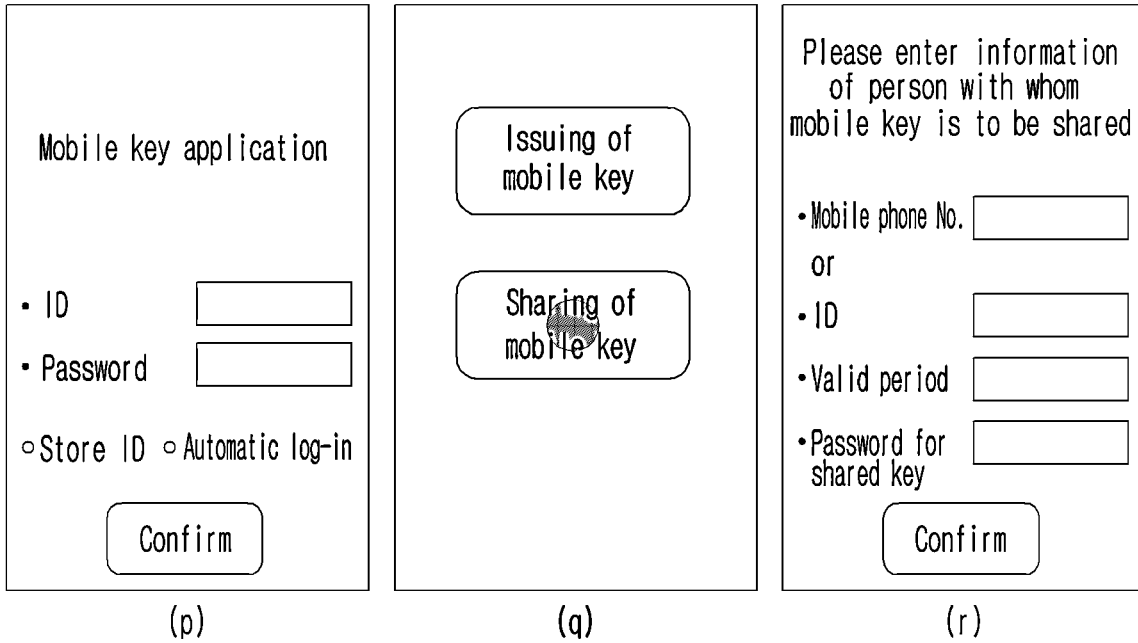 Mobile key application
• ID
• Password
○ Store ID ○ Automatic log-in
Confirm
(p)
Issuing of
mobile key
Sharing of
mobile key
(q)
Please enter information
of person with whom
mobile key is to be shared
• Mobile phone No.
or
• ID
• Valid period
• Password for
shared key
Confirm
(r)